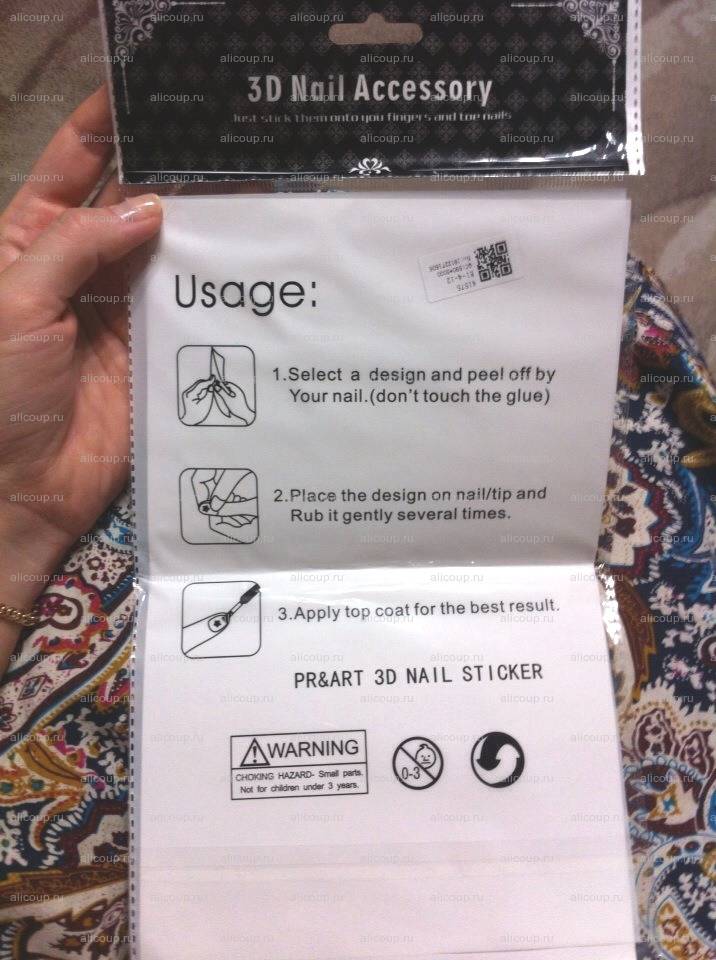 3D Nail Accessory
Just stick them onto you fingers and toe nails
Usage:
41575
1.Select a design and peel off by
Your nail.(don't touch the glue)
2.Place the design on nail/tip and
Rub it gently several times.
3.Apply top coat for the best result.
PR&ART 3D NAIL STICKER
WARNING
CHOKING HAZARD- Small parts.
Not for children under 3 years.
0-3
alicoup.ru